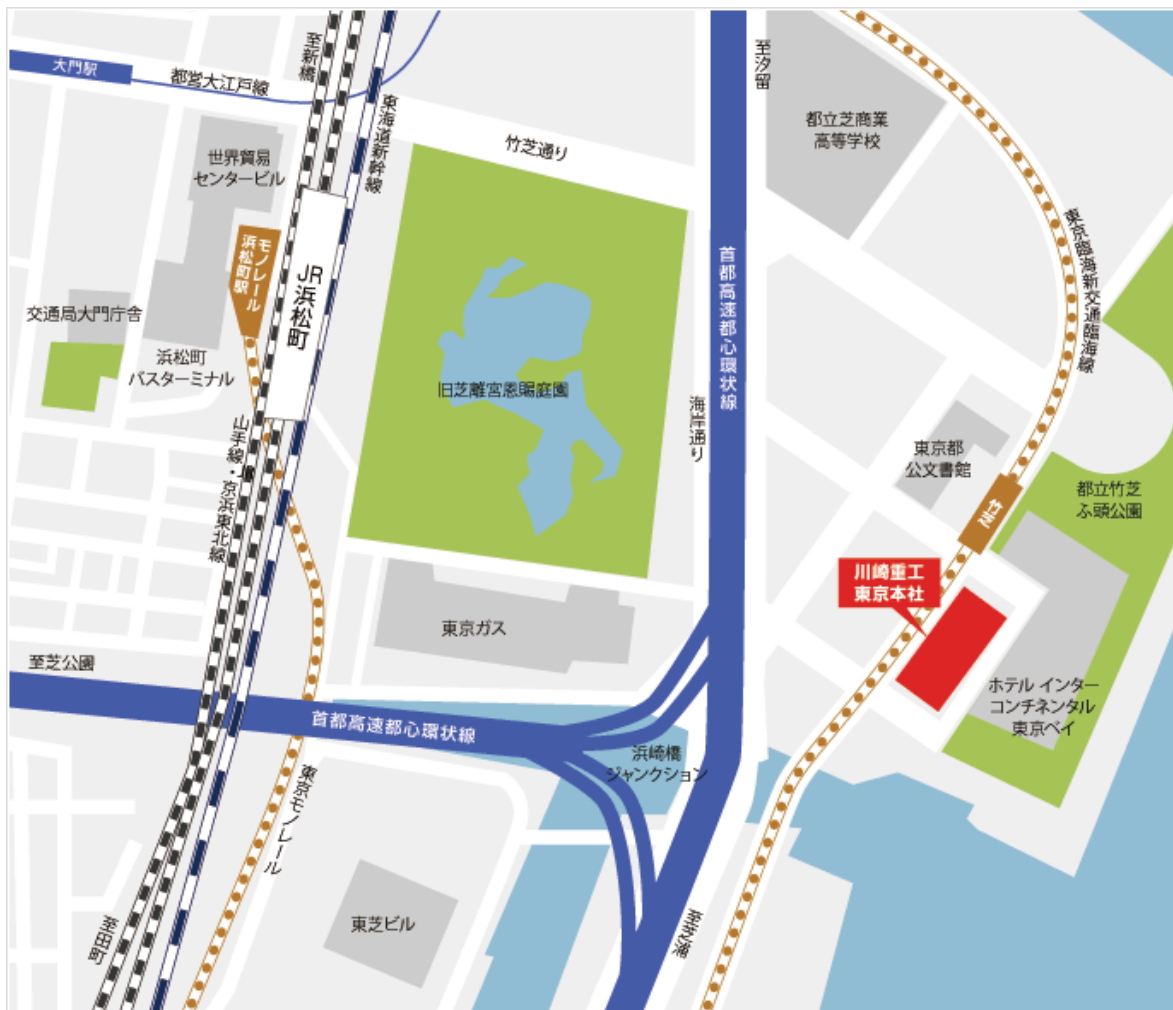 大門駅
都営大江戸線
至新橋
東海道新幹線
竹芝通り
至汐留
都立芝商業
高等学校
世界貿易
センタービル
モノレール
浜松町駅
JR浜松町
首都高速都心環状線
東京臨海新交通臨海線
交通局大門庁舎
浜松町
バスターミナル
旧芝離宮恩賜庭園
海岸通り
山手線・京浜東北線
東京都
公文書館
竹芝
都立竹芝
ふ頭公園
川崎重工
東京本社
東京ガス
至芝公園
首都高速都心環状線
ホテル インター
コンチネンタル
東京ベイ
浜崎橋
ジャンクション
東京モノレール
東芝ビル
至田町
至芝浦